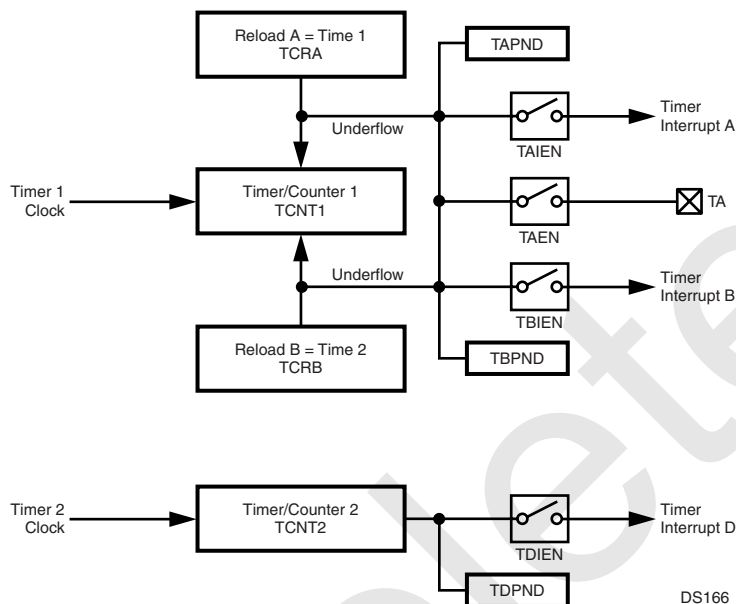 Reload A = Time 1
TCRA
TAPND
Underflow
TAIEN
Timer
Interrupt A
Timer 1
Clock
Timer/Counter 1
TCNT1
TAEN
TA
Underflow
TBIEN
Timer
Interrupt B
Reload B = Time 2
TCRB
TBPND
Timer 2
Clock
Timer/Counter 2
TCNT2
TDIEN
Timer
Interrupt D
TDPND
DS166